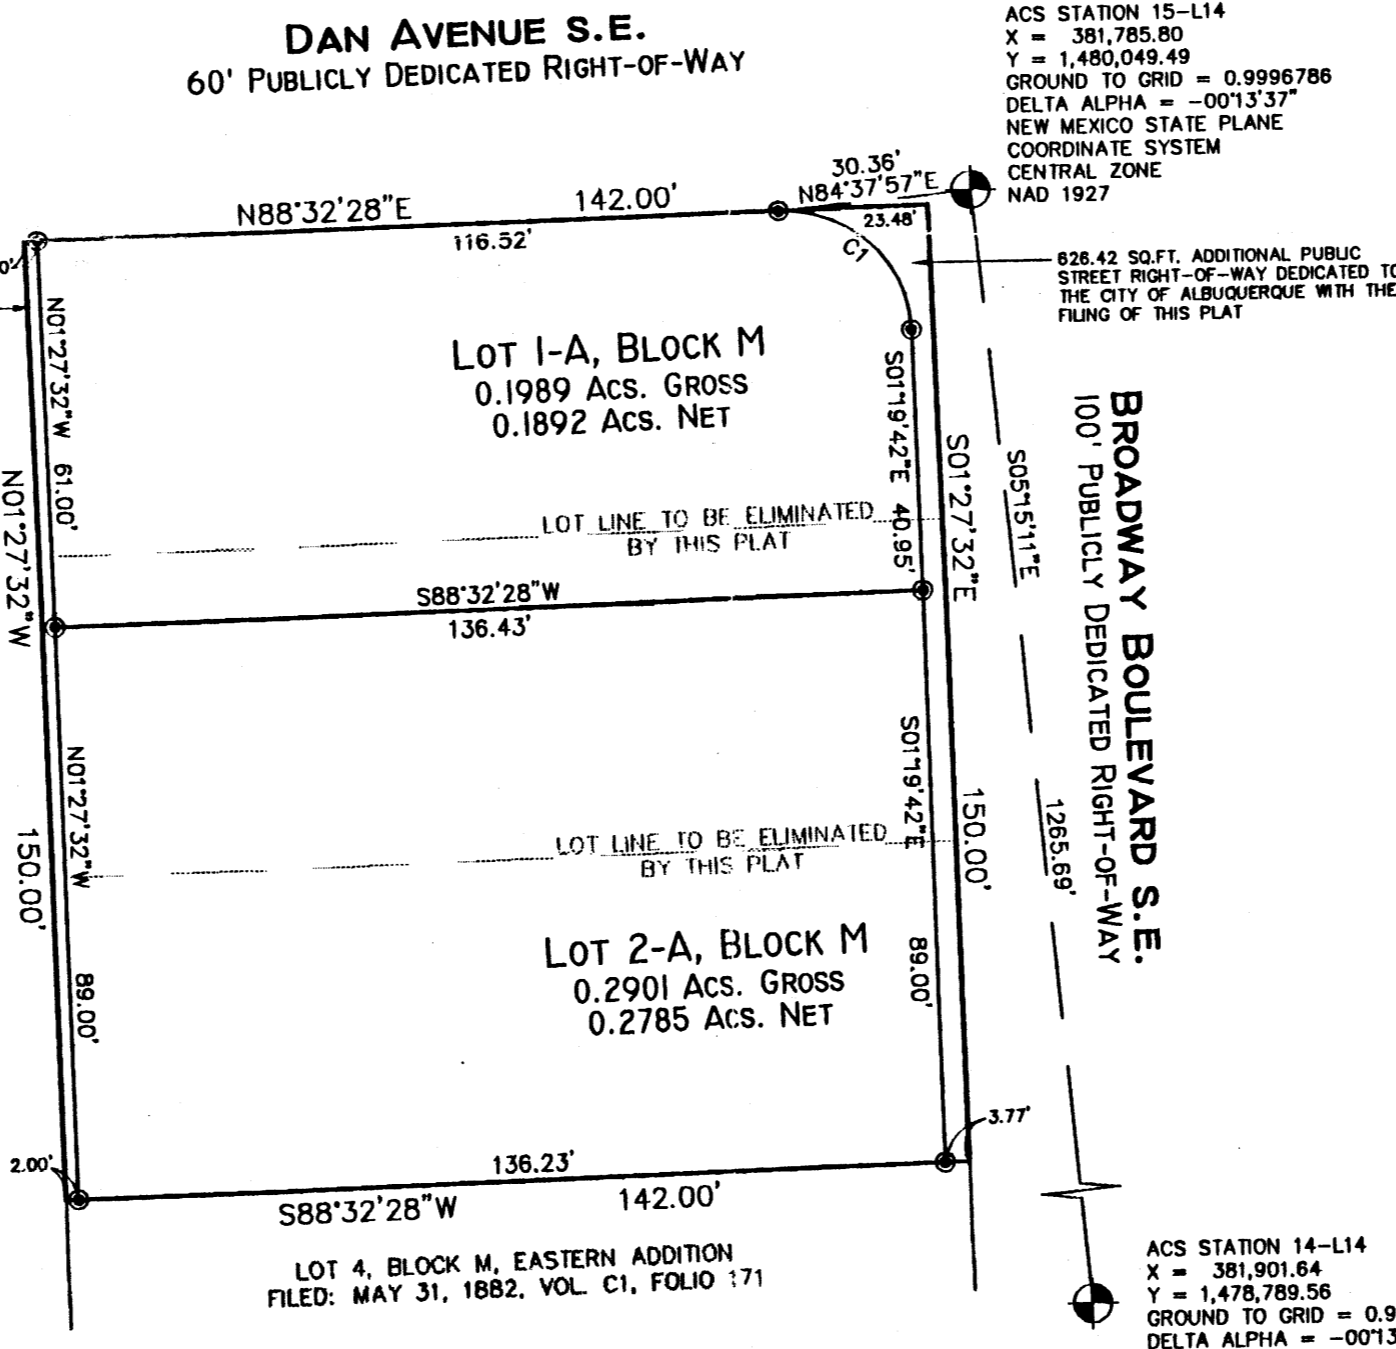 DAN AVENUE S.E.
60' PUBLICLY DEDICATED RIGHT-OF-WAY
ACS STATION 15-L14
X = 381,785.80
Y = 1,480,049.49
GROUND TO GRID = 0.9996786
DELTA ALPHA = -00°13'37"
NEW MEXICO STATE PLANE
COORDINATE SYSTEM
CENTRAL ZONE
NAD 1927
30.36'
N84°37'57"E
N88°32'28"E 142.00'
116.52'
23.48'
C1
626.42 SQ.FT. ADDITIONAL PUBLIC
STREET RIGHT-OF-WAY DEDICATED TO
THE CITY OF ALBUQUERQUE WITH THE
FILING OF THIS PLAT
LOT 1-A, BLOCK M
0.1989 ACS. GROSS
0.1892 ACS. NET
N01°27'32"W 61.00'
N01°27'32"W 150.00'
S01°19'42"E 40.95'
S01°27'32"E 150.00'
S05°15'11"E 1265.69'
BROADWAY BOULEVARD S.E.
100' PUBLICLY DEDICATED RIGHT-OF-WAY
LOT LINE TO BE ELIMINATED
BY THIS PLAT
S88°32'28"W
136.43'
N01°27'32"W 89.00'
S01°19'42"E 89.00'
LOT LINE TO BE ELIMINATED
BY THIS PLAT
LOT 2-A, BLOCK M
0.2901 ACS. GROSS
0.2785 ACS. NET
3.77'
2.00'
136.23'
S88°32'28"W 142.00'
LOT 4, BLOCK M, EASTERN ADDITION
FILED: MAY 31, 1882, VOL. C1, FOLIO 171
ACS STATION 14-L14
X = 381,901.64
Y = 1,478,789.56
GROUND TO GRID = 0.9
DELTA ALPHA = -00°13